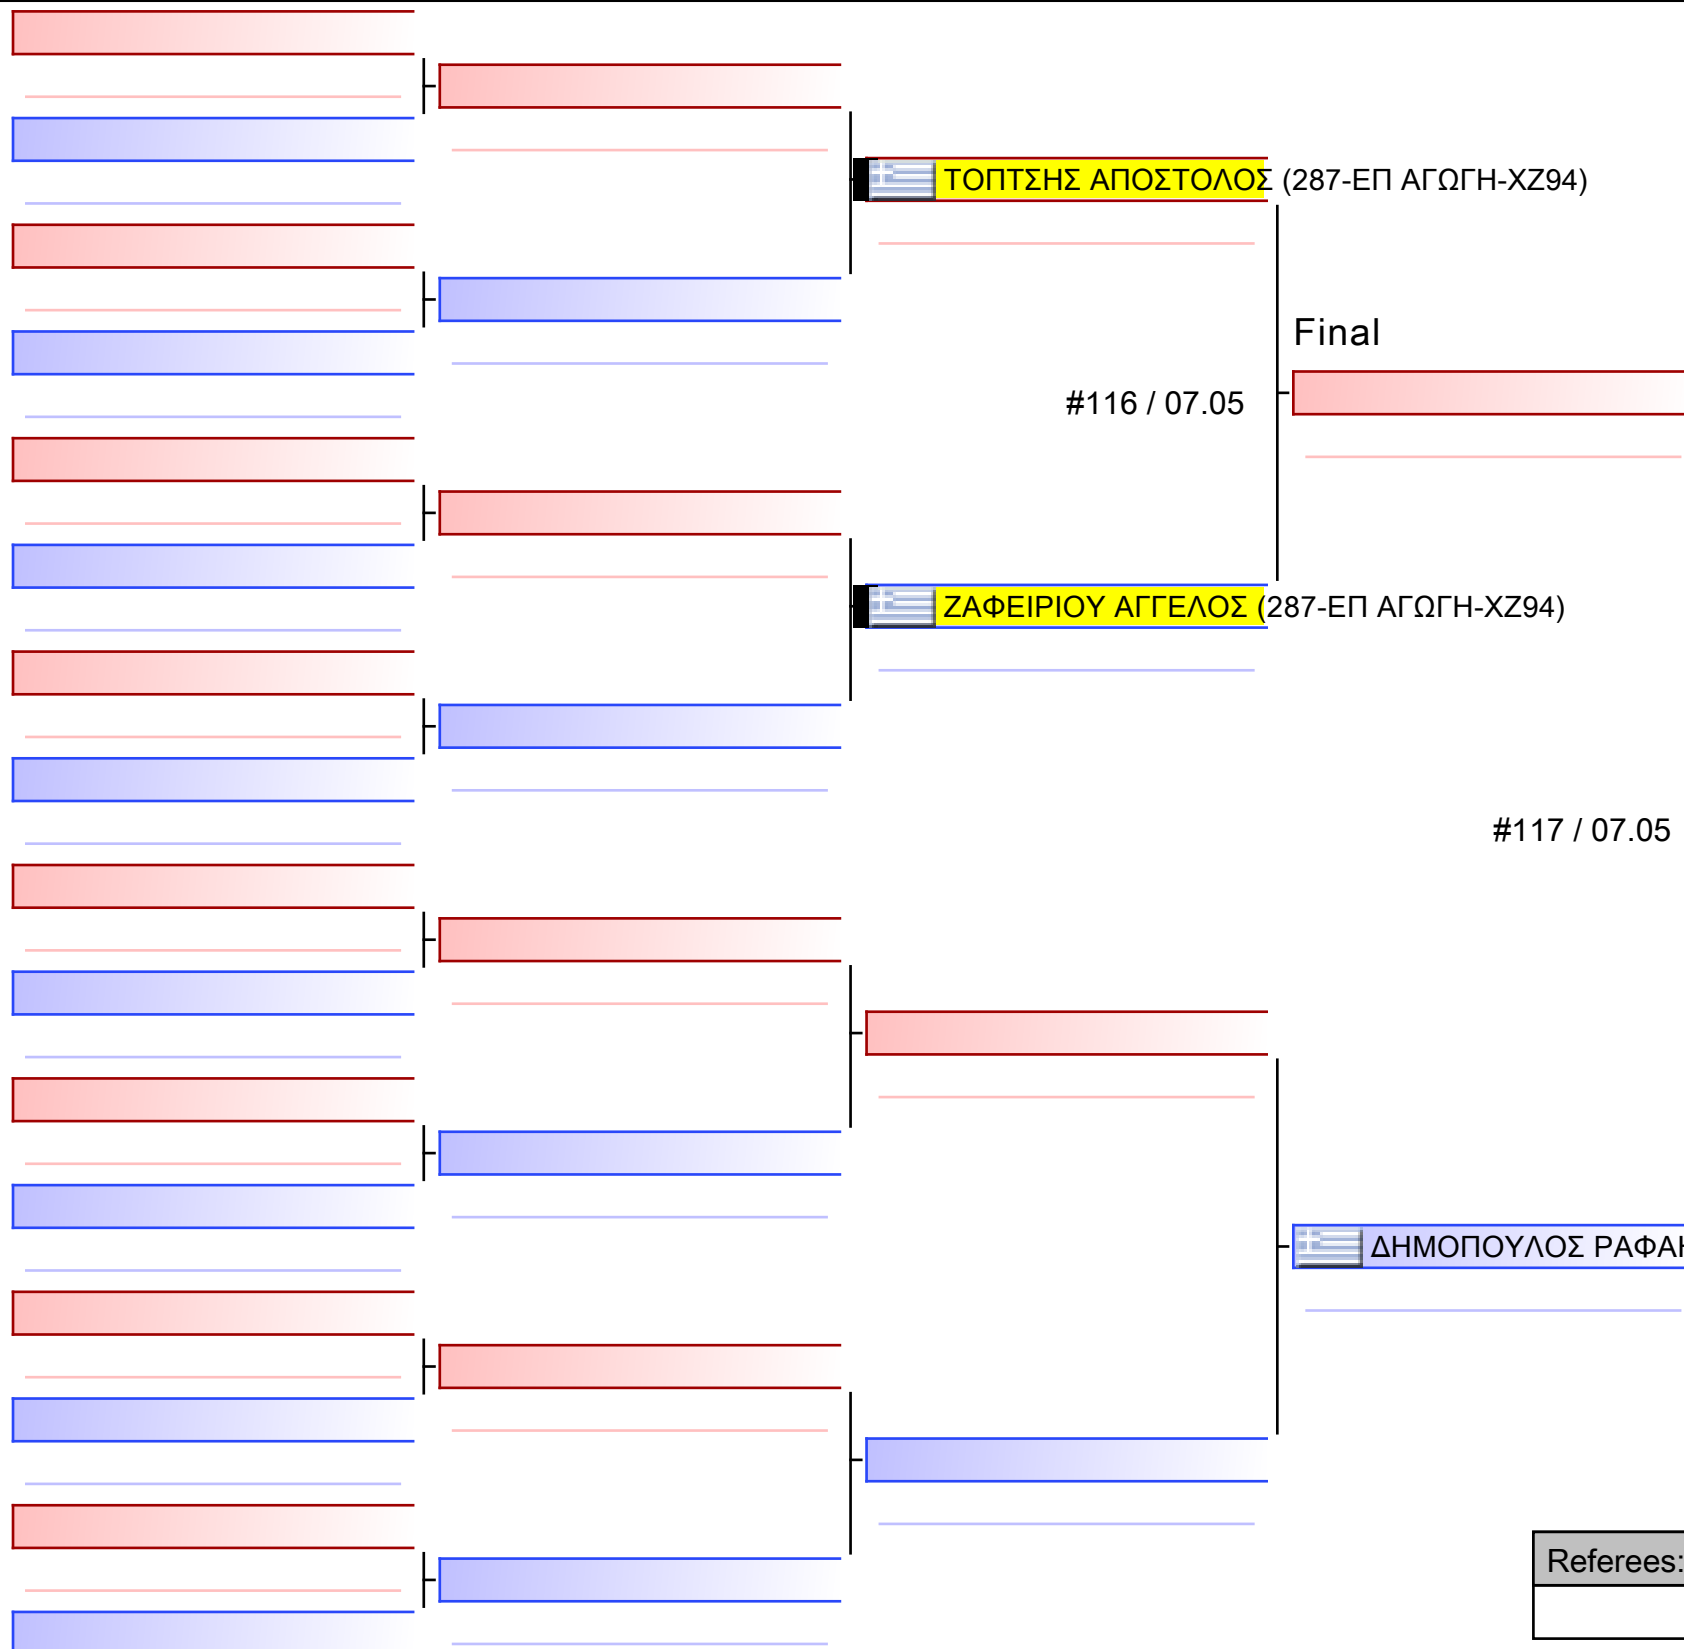 ΤΟΠΤΣΗΣ ΑΠΟΣΤΟΛΟΣ (287-ΕΠ ΑΓΩΓΗ-ΧΖ94)
Final
#116 / 07.05
ΖΑΦΕΙΡΙΟΥ ΑΓΓΕΛΟΣ (287-ΕΠ ΑΓΩΓΗ-ΧΖ94)
#117 / 07.05
ΔΗΜΟΠΟΥΛΟΣ
Referees: